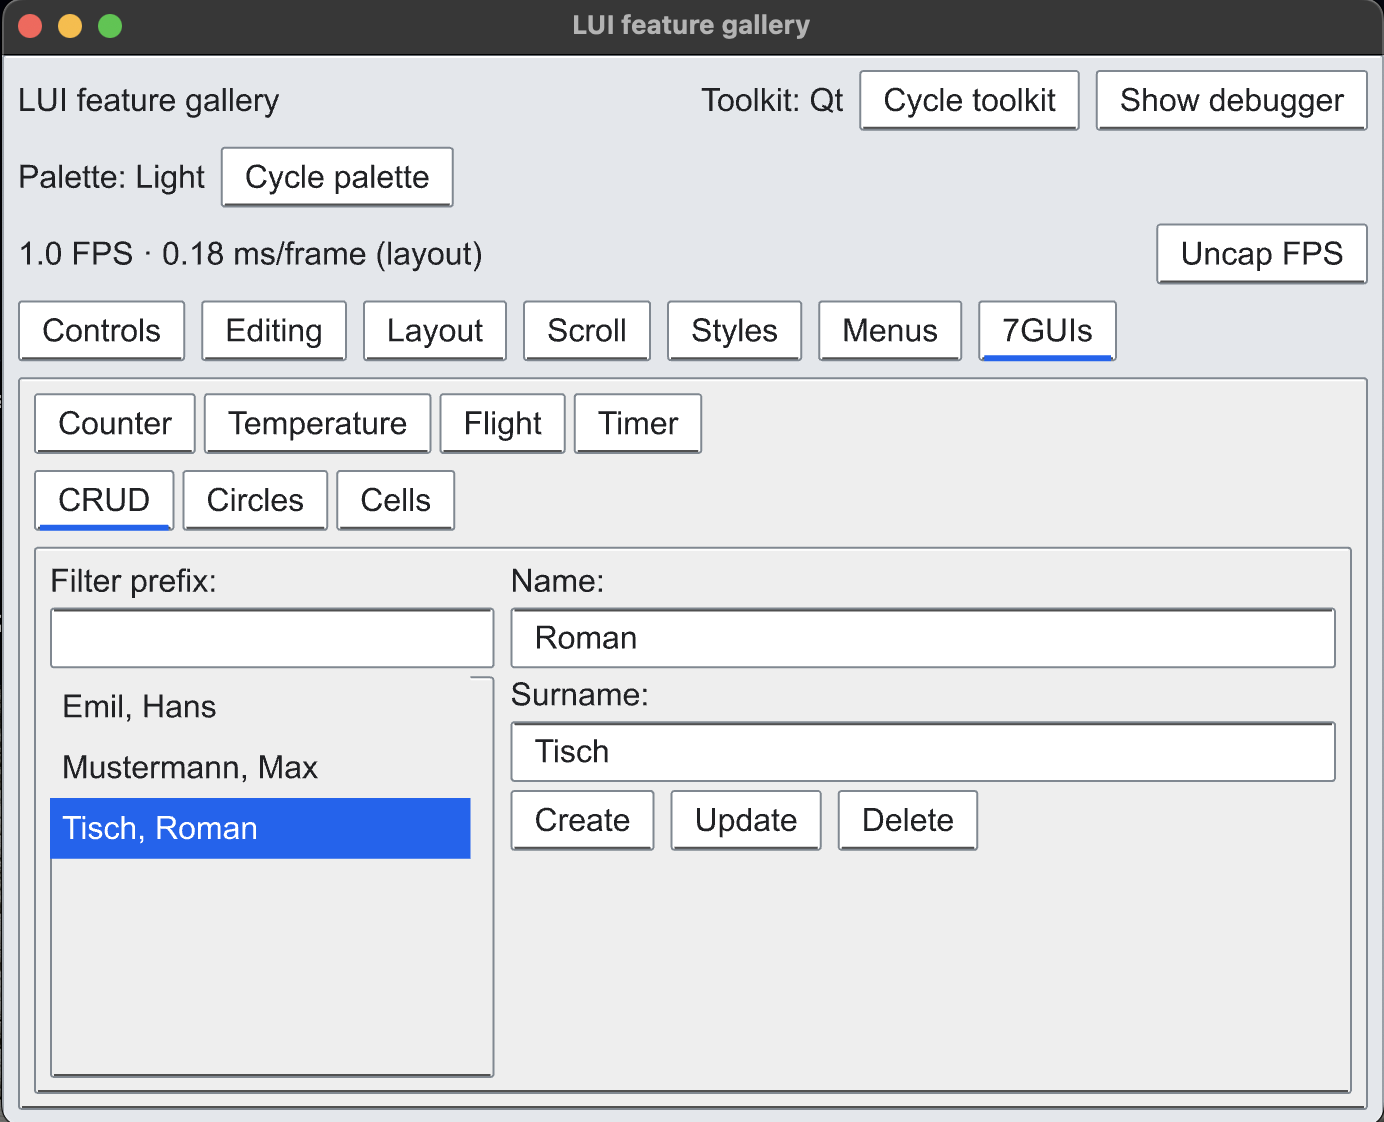 LUI feature gallery
LUI feature gallery
Toolkit: Qt
Cycle toolkit
Show debugger
Palette: Light
Cycle palette
1.0 FPS · 0.18 ms/frame (layout)
Uncap FPS
Controls
Editing
Layout
Scroll
Styles
Menus
7GUIs
Counter
Temperature
Flight
Timer
CRUD
Circles
Cells
Filter prefix:
Emil, Hans
Mustermann, Max
Tisch, Roman
Name:
Roman
Surname:
Tisch
Create
Update
Delete